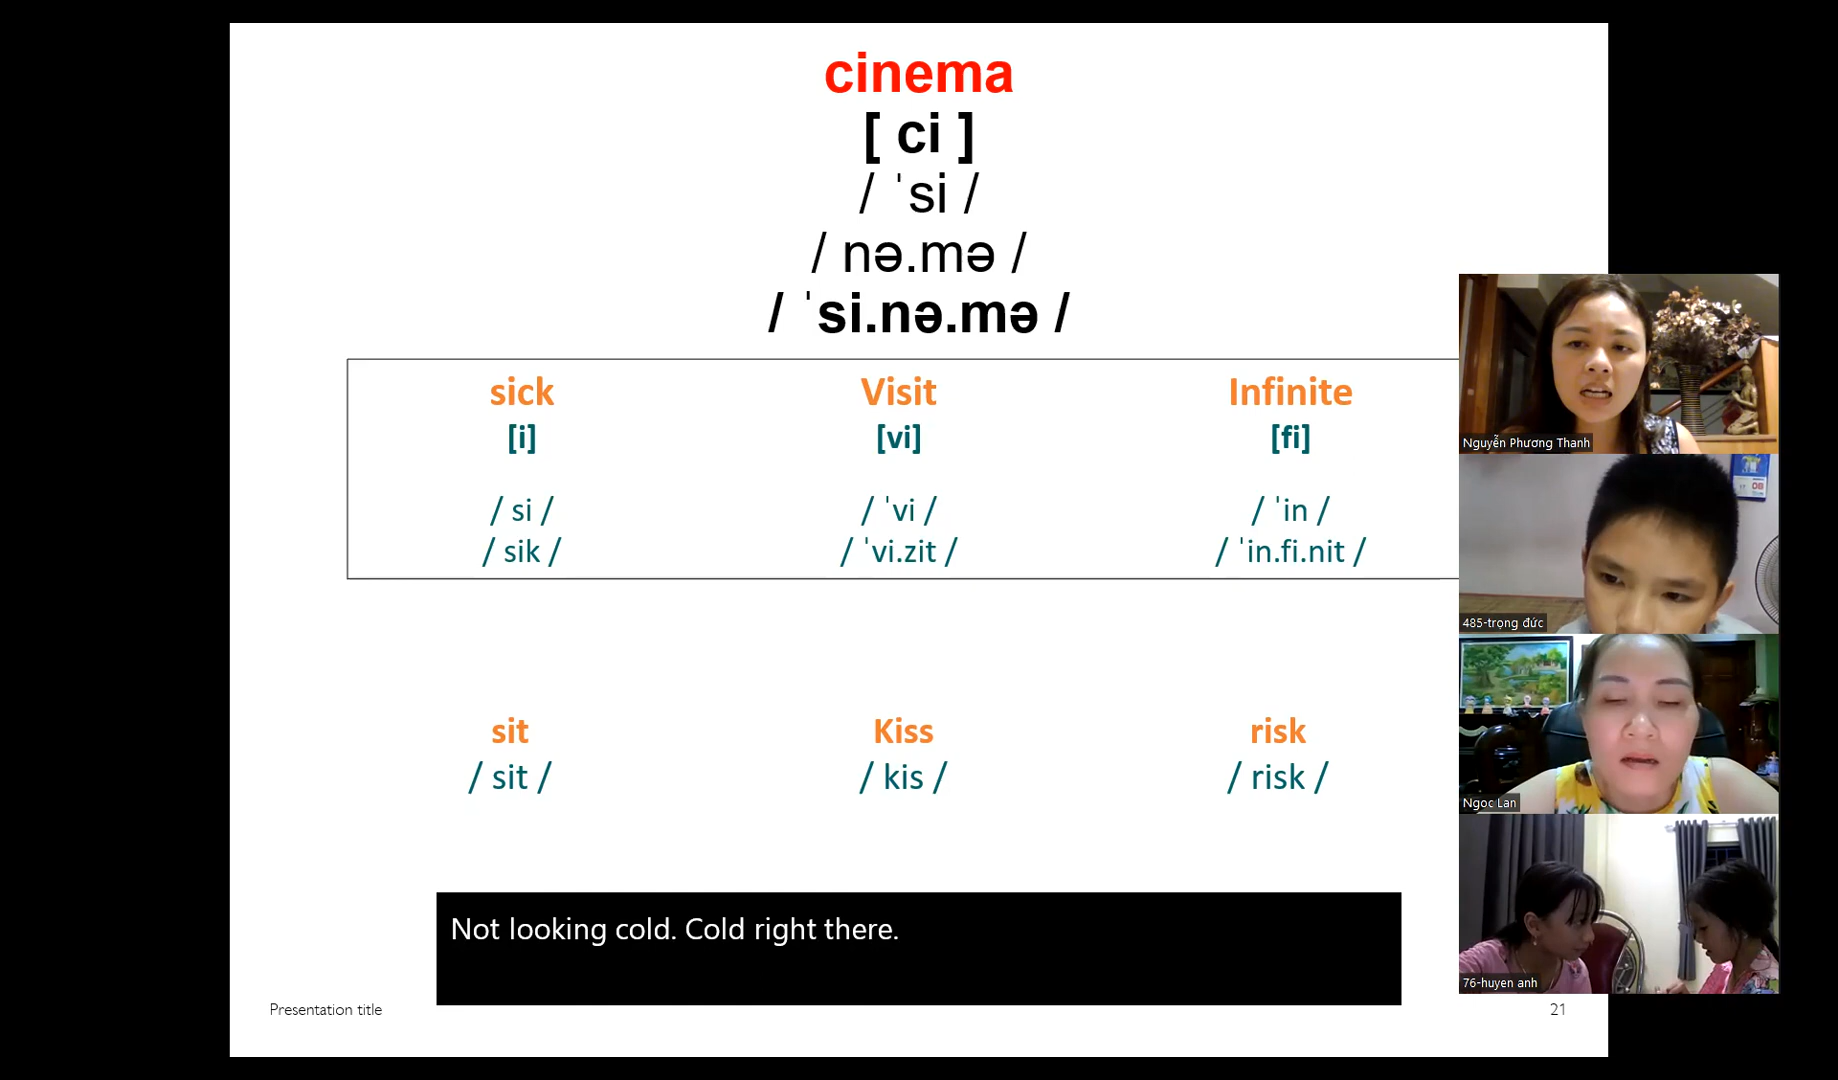 cinema
[ ci ]
/ ˈsi /
/ nə.mə /
/ ˈsi.nə.mə /
sick Visit Infinite
[i] [vi] [fi]
/ si / / ˈvi / / ˈin /
/ sik / / ˈvi.zit / / ˈin.fi.nit /
sit Kiss risk
/ sit / / kis / / risk /
Not looking cold. Cold right there.
Presentation title
21
Nguyễn Phương Thanh
485-trọng đức
Ngoc Lan
76-huyen anh